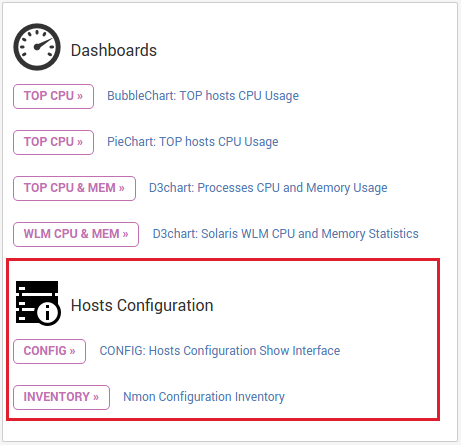 Dashboards
TOP CPU » BubbleChart: TOP hosts CPU Usage
TOP CPU » PieChart: TOP hosts CPU Usage
TOP CPU & MEM » D3chart: Processes CPU and Memory Usage
WLM CPU & MEM » D3chart: Solaris WLM CPU and Memory Statistics
Hosts Configuration
CONFIG » CONFIG: Hosts Configuration Show Interface
INVENTORY » Nmon Configuration Inventory